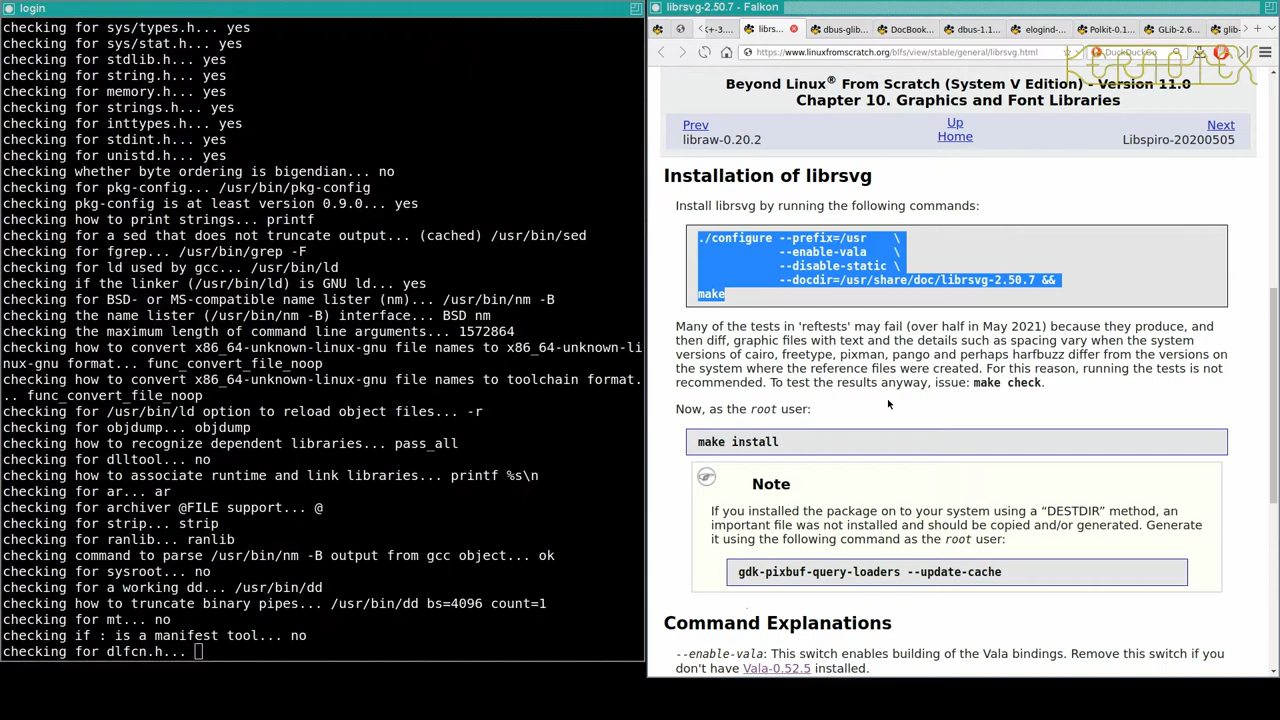 login
checking for sys/types.h... yes
checking for sys/stat.h... yes
checking for stdlib.h... yes
checking for string.h... yes
checking for memory.h... yes
checking for strings.h... yes
checking for inttypes.h... yes
checking for stdint.h... yes
checking for unistd.h... yes
checking whether byte ordering is bigendian... no
checking for pkg-config... /usr/bin/pkg-config
checking pkg-config is at least version 0.9.0... yes
checking how to print strings... printf
checking for a sed that does not truncate output... (cached) /usr/bin/sed
checking for fgrep... /usr/bin/grep -F
checking for ld used by gcc... /usr/bin/ld
checking if the linker (/usr/bin/ld) is GNU ld... yes
checking for BSD- or MS-compatible name lister (nm)... /usr/bin/nm -B
checking the name lister (/usr/bin/nm -B) interface... BSD nm
checking the maximum length of command line arguments... 1572864
checking how to convert x86_64-unknown-linux-gnu file names to x86_64-unknown-li
nux-gnu format... func_convert_file_noop
checking how to convert x86_64-unknown-linux-gnu file names to toolchain format.
.. func_convert_file_noop
checking for /usr/bin/ld option to reload object files... -r
checking for objdump... objdump
checking how to recognize dependent libraries... pass_all
checking for dlltool... no
checking how to associate runtime and link libraries... printf %s\n
checking for ar... ar
checking for archiver @FILE support... @
checking for strip... strip
checking for ranlib... ranlib
checking command to parse /usr/bin/nm -B output from gcc object... ok
checking for sysroot... no
checking for a working dd... /usr/bin/dd
checking how to truncate binary pipes... /usr/bin/dd bs=4096 count=1
checking for mt... no
checking if : is a manifest tool... no
checking for dlfcn.h...
librsvg-2.50.7 - Falkon
(+-3.... librs... dbus-glib... DocBook... dbus-1.1... elogind-... Polkit-0.1... GLib-2.6... glib-
https://www.linuxfromscratch.org/blfs/view/stable/general/librsvg.html DuckDuckGo
KERNOTEX
Beyond Linux® From Scratch (System V Edition) - Version 11.0
Chapter 10. Graphics and Font Libraries
Prev Up Next
libraw-0.20.2 Home Libspiro-20200505
Installation of librsvg
Install librsvg by running the following commands:
./configure --prefix=/usr \
--enable-vala \
--disable-static \
--docdir=/usr/share/doc/librsvg-2.50.7 &&
make
Many of the tests in 'reftests' may fail (over half in May 2021) because they produce, and
then diff, graphic files with text and the details such as spacing vary when the system
versions of cairo, freetype, pixman, pango and perhaps harfbuzz differ from the versions on
the system where the reference files were created. For this reason, running the tests is not
recommended. To test the results anyway, issue: make check.
Now, as the root user:
make install
Note
If you installed the package on to your system using a “DESTDIR” method, an
important file was not installed and should be copied and/or generated. Generate
it using the following command as the root user:
gdk-pixbuf-query-loaders --update-cache
Command Explanations
--enable-vala: This switch enables building of the Vala bindings. Remove this switch if you
don't have Vala-0.52.5 installed.